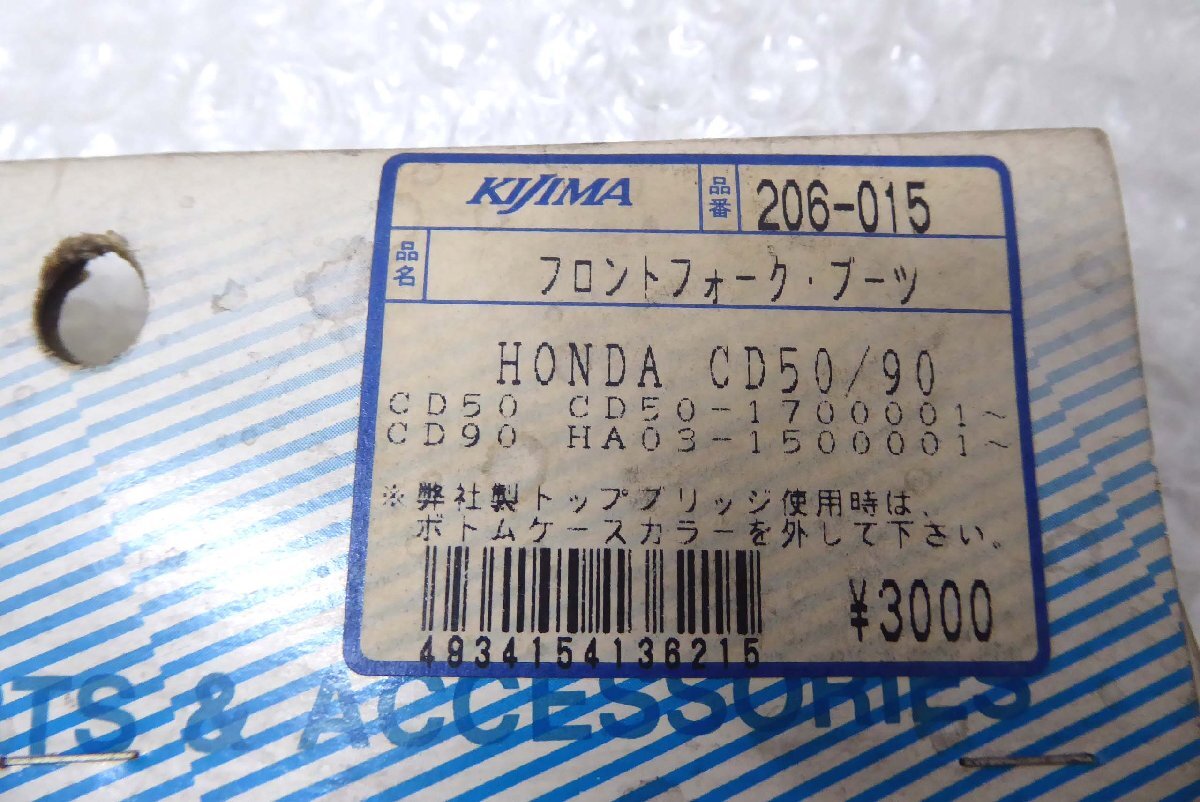 KIJIMA 品番 206-015
品名 フロントフォーク・ブーツ
HONDA CD50/90
CD50 CD50-1700001~
CD90 HA03-1500001~
※弊社製トップブリッジ使用時は、
ボトムケースカラーを外して下さい。
¥3000
4934154136215
TS & ACCESSORIES